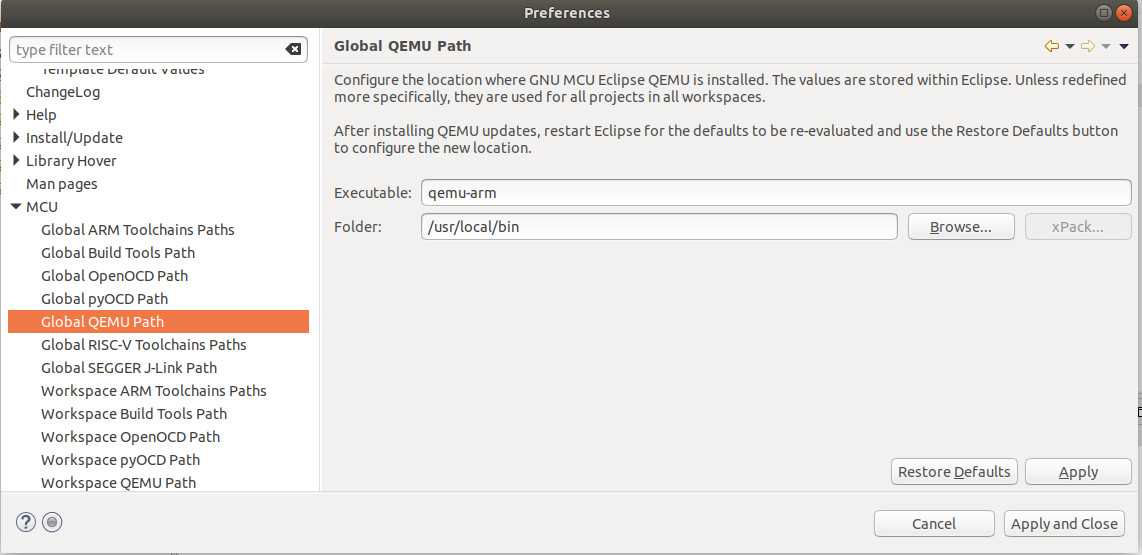 Preferences
type filter text
Template Default Values
ChangeLog
Help
Install/Update
Library Hover
Man pages
MCU
Global ARM Toolchains Paths
Global Build Tools Path
Global OpenOCD Path
Global pyOCD Path
Global QEMU Path
Global RISC-V Toolchains Paths
Global SEGGER J-Link Path
Workspace ARM Toolchains Paths
Workspace Build Tools Path
Workspace OpenOCD Path
Workspace pyOCD Path
Workspace QEMU Path
Global QEMU Path
Configure the location where GNU MCU Eclipse QEMU is installed. The values are stored within Eclipse. Unless redefined
more specifically, they are used for all projects in all workspaces.
After installing QEMU updates, restart Eclipse for the defaults to be re-evaluated and use the Restore Defaults button
to configure the new location.
Executable: qemu-arm
Folder: /usr/local/bin Browse... xPack...
Restore Defaults Apply
? Cancel Apply and Close